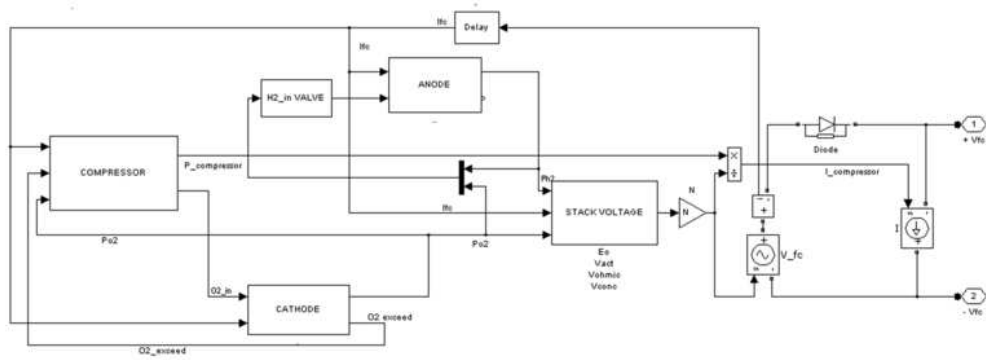 Ifc
Delay
Ifc
ANODE
H2_in VALVE
1
+ Vfc
Diode
COMPRESSOR
P_compressor
×
÷
I_compressor
Ph2
N
Ifc
STACK VOLTAGE
N
I
Po2
Po2
V_fc
Eo
Vact
Vohmic
Vconc
O2_in
CATHODE
2
- Vfc
O2 exceed
O2_exceed